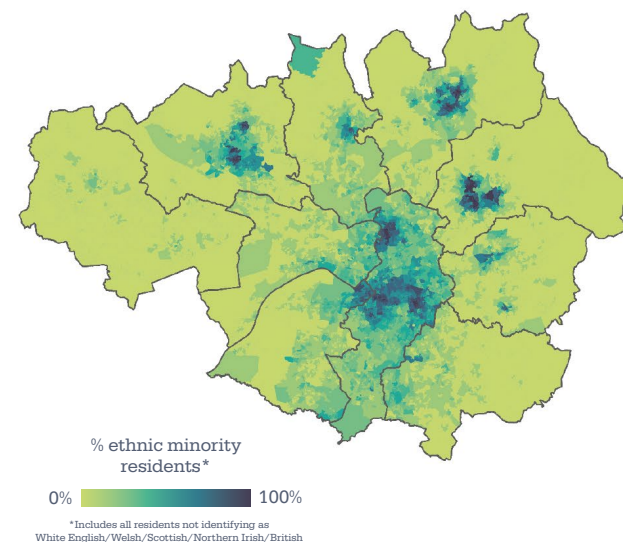 % ethnic minority
residents*
0% 100%
*Includes all residents not identifying as
White English/Welsh/Scottish/Northern Irish/British